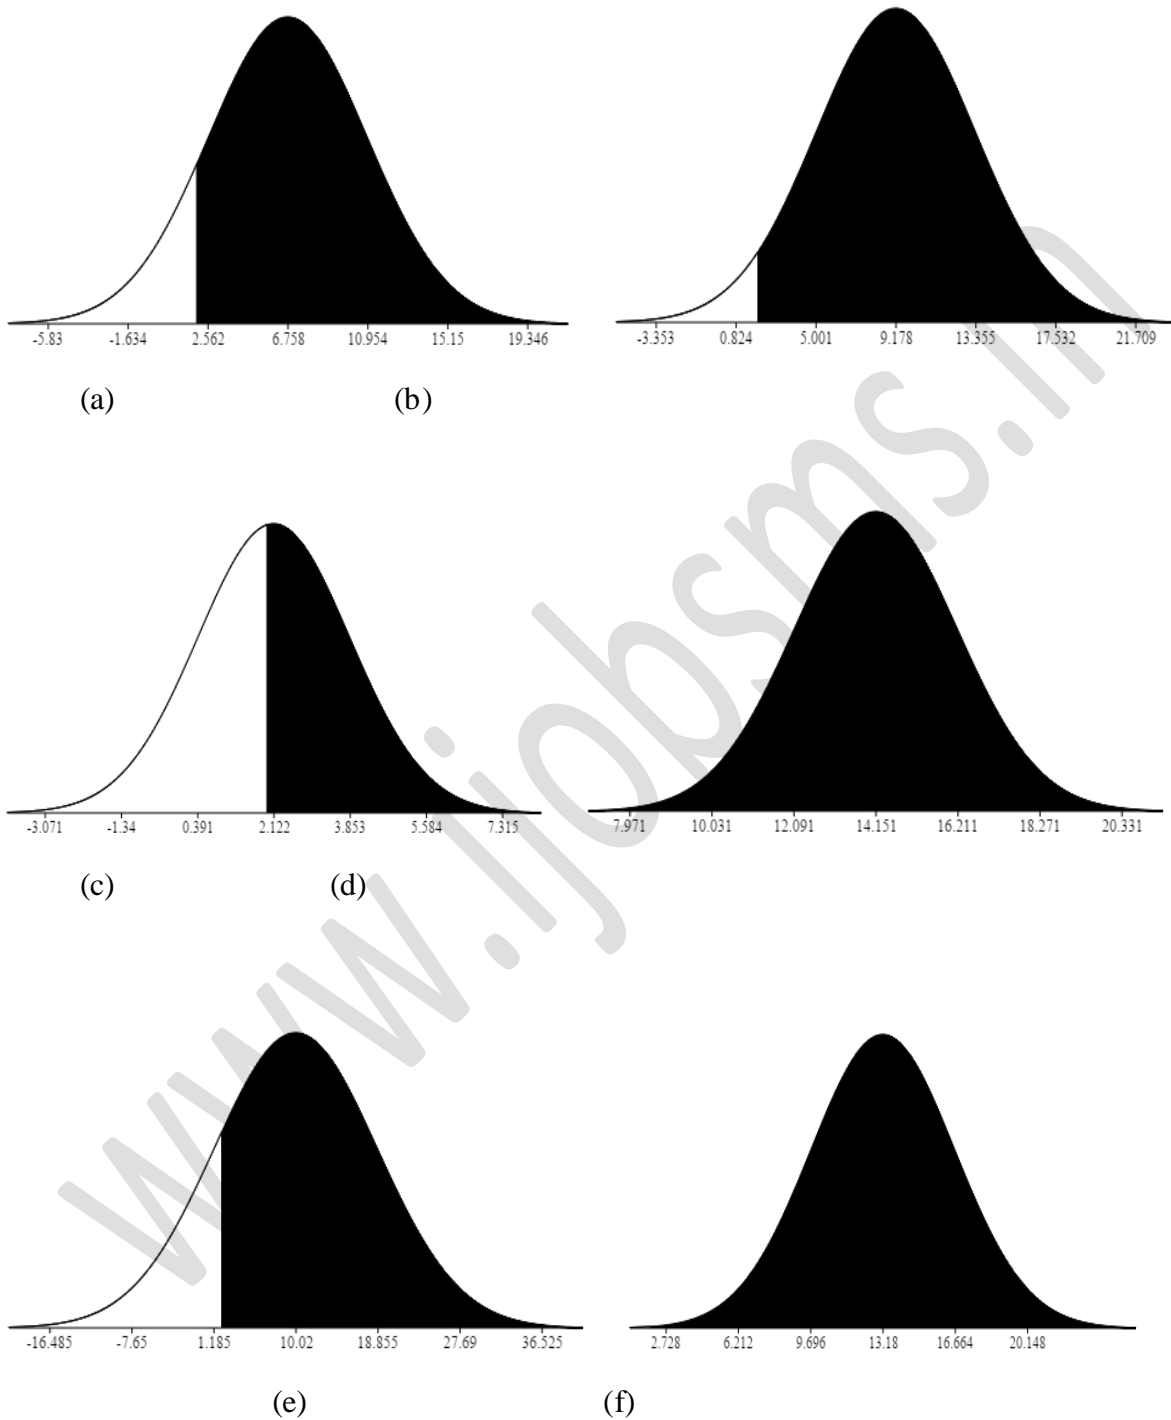 -5.83 -1.634 2.562 6.758 10.954 15.15 19.346
-3.355 0.824 5.001 9.178 13.355 17.532 21.709
(a) (b)
-3.071 -1.34 0.391 2.122 3.853 5.584 7.315
7.971 10.031 12.091 14.151 16.211 18.271 20.331
(c) (d)
-16.485 -7.65 1.185 10.02 18.855 27.69 36.525
2.728 6.212 9.696 13.18 16.664 20.148
(e) (f)
www.ijobsms.in